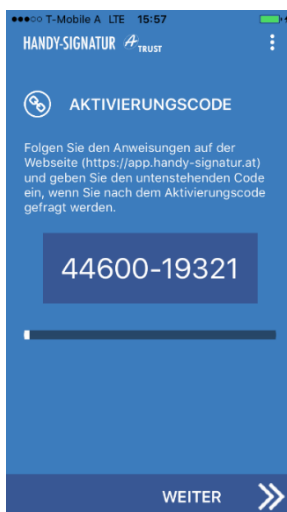 T-Mobile A LTE 15:57
HANDY-SIGNATUR A TRUST
AKTIVIERUNGSCODE
Folgen Sie den Anweisungen auf der
Webseite (https://app.handy-signatur.at)
und geben Sie den untenstehenden Code
ein, wenn Sie nach dem Aktivierungscode
gefragt werden.
44600-19321
WEITER